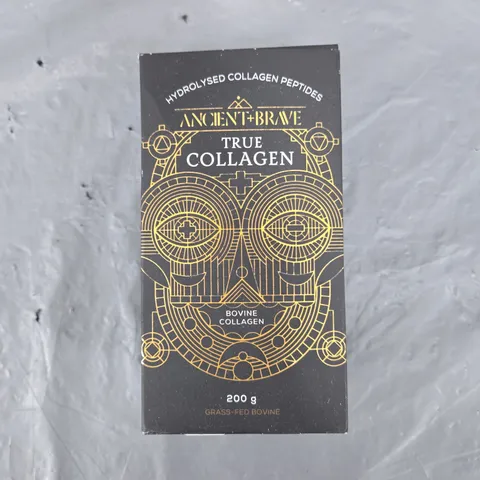 HYDROLYSED COLLAGEN PEPTIDES
ANCIENT+BRAVE
TRUE
COLLAGEN
BOVINE
COLLAGEN
200 g
GRASS-FED BOVINE